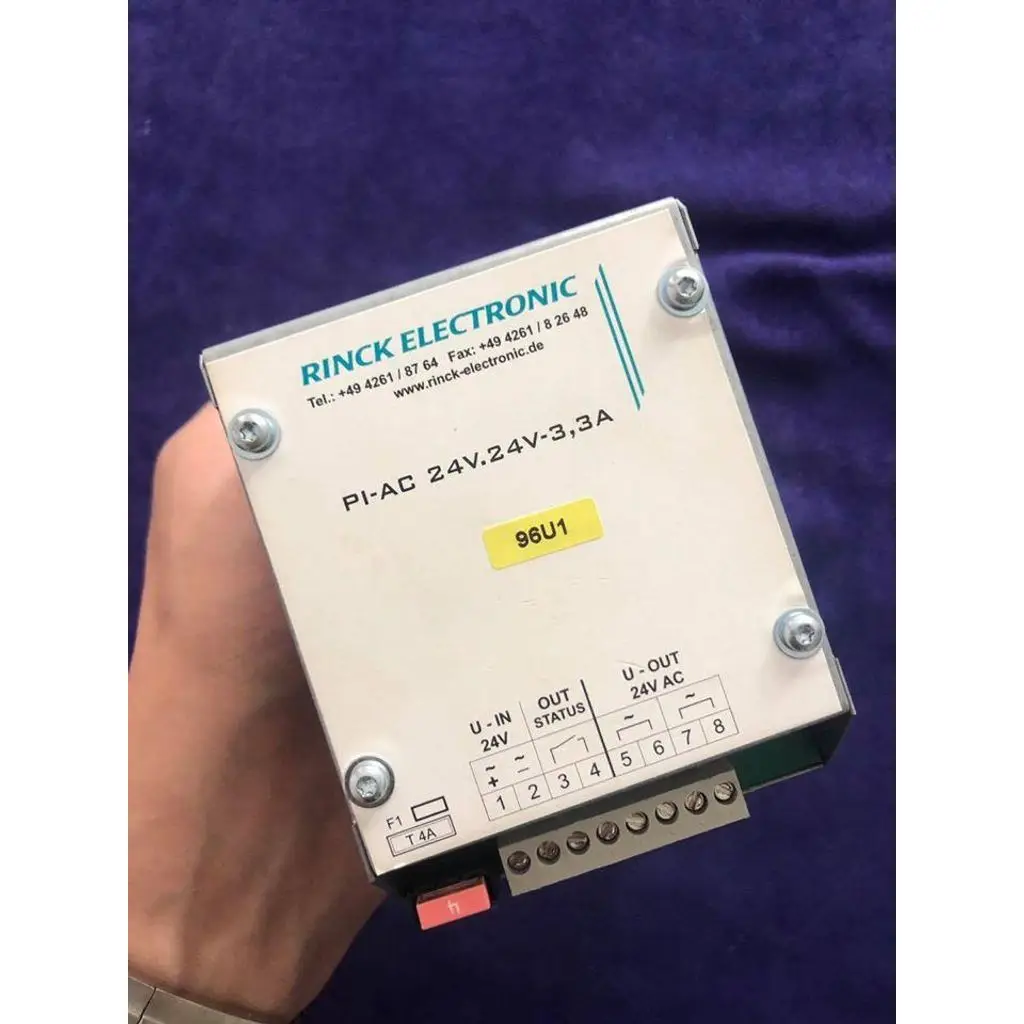 RINCK ELECTRONIC
Tel.: +49 4261 / 87 64 Fax: +49 4261 / 8 26 48
www.rinck-electronic.de
PI-AC 24V.24V-3,3A
96U1
U - IN
24V
OUT
STATUS
U - OUT
24V AC
~ ~ ~ ~
+ −
1 2 3 4 5 6 7 8
F1
T 4A
4